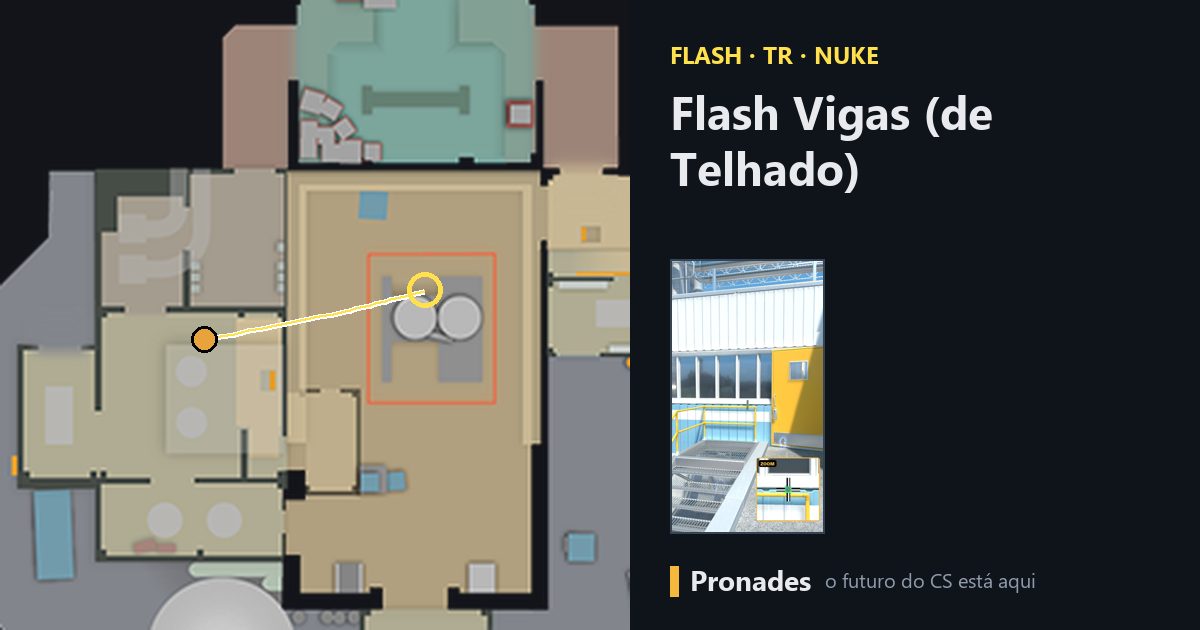 FLASH · TR · NUKE
Flash Vigas (de
Telhado)
ZOOM
Pronades o futuro do CS está aqui